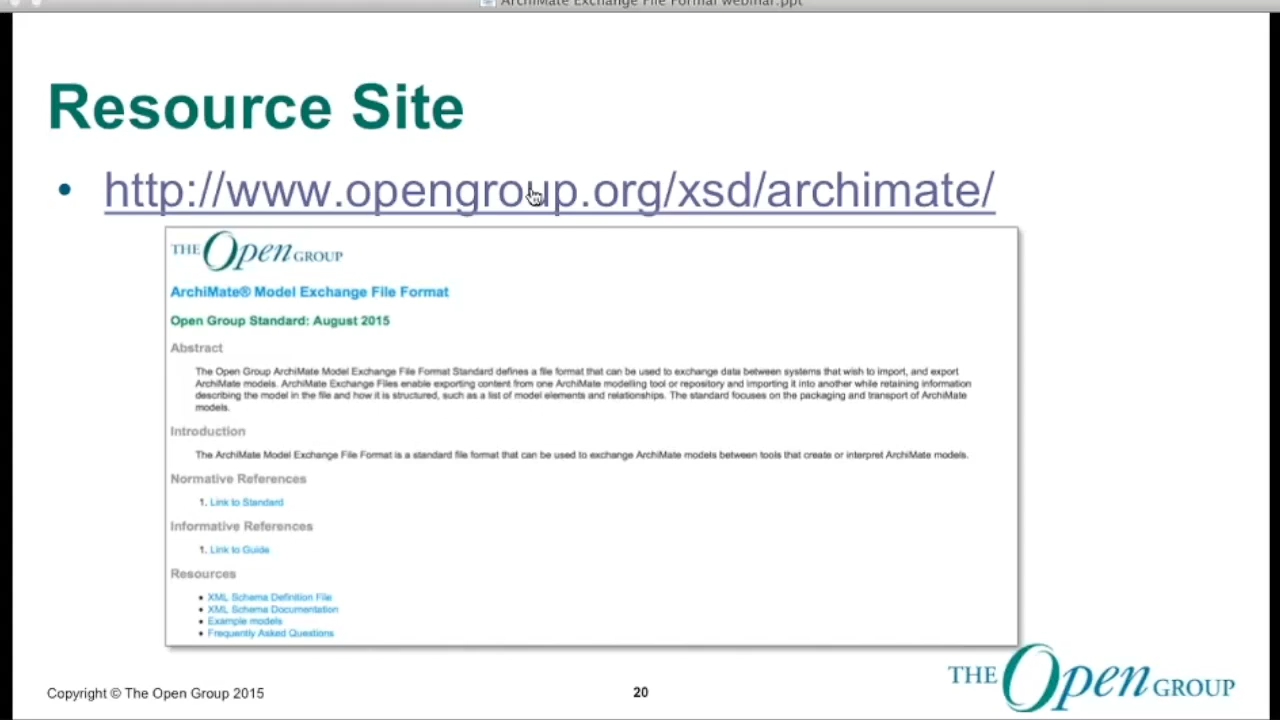 ArchiMate Exchange File Format webinar.ppt
Resource Site
• http://www.opengroup.org/xsd/archimate/
THE Open GROUP
ArchiMate® Model Exchange File Format
Open Group Standard: August 2015
Abstract
The Open Group ArchiMate Model Exchange File Format Standard defines a file format that can be used to exchange data between systems that wish to import, and export
ArchiMate models. ArchiMate Exchange Files enable exporting content from one ArchiMate modelling tool or repository and importing it into another while retaining information
describing the model in the file and how it is structured, such as a list of model elements and relationships. The standard focuses on the packaging and transport of ArchiMate
models.
Introduction
The ArchiMate Model Exchange File Format is a standard file format that can be used to exchange ArchiMate models between tools that create or interpret ArchiMate models.
Normative References
1. Link to Standard
Informative References
1. Link to Guide
Resources
• XML Schema Definition File
• XML Schema Documentation
• Example models
• Frequently Asked Questions
Copyright © The Open Group 2015
20
THE Open GROUP